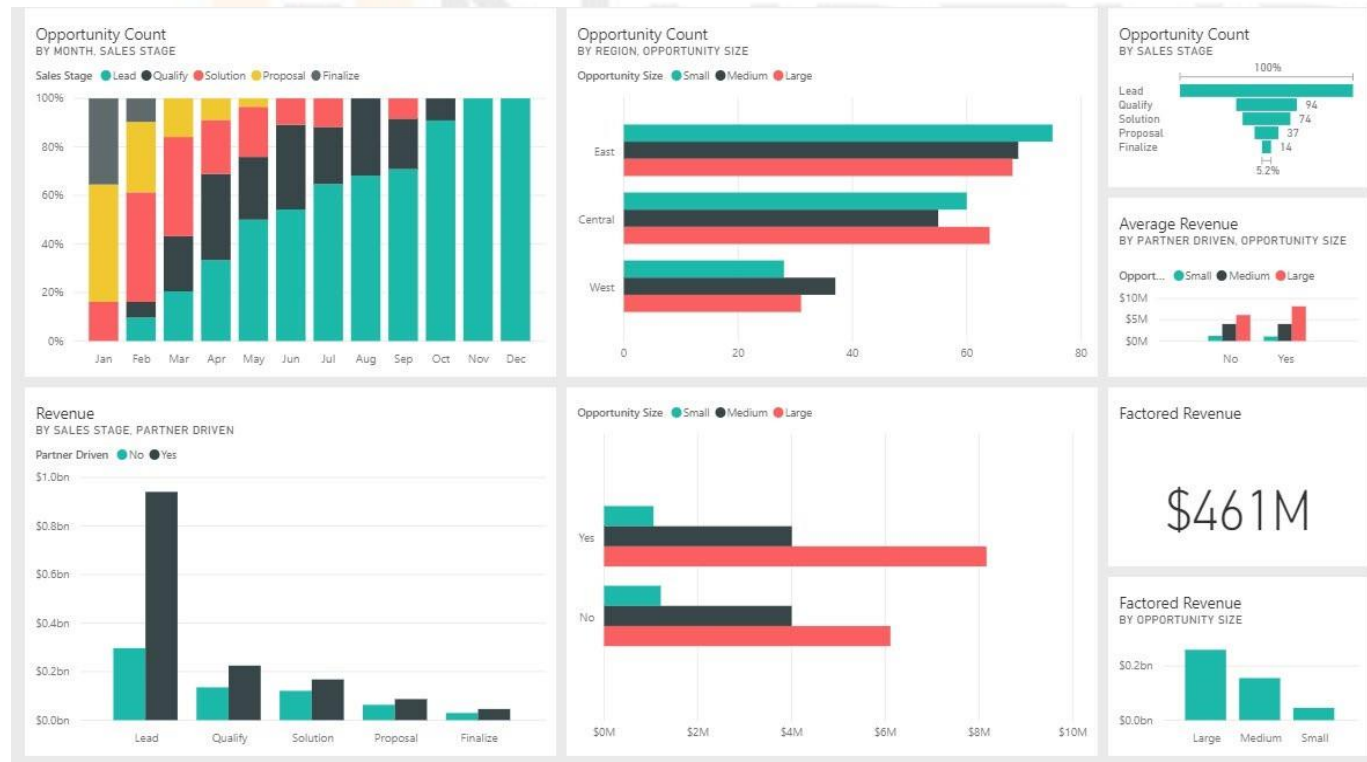 Opportunity Count
BY MONTH, SALES STAGE
Sales Stage Lead Qualify Solution Proposal Finalize
100%
80%
60%
40%
20%
0%
Jan Feb Mar Apr May Jun Jul Aug Sep Oct Nov Dec
Opportunity Count
BY REGION, OPPORTUNITY SIZE
Opportunity Size Small Medium Large
East
Central
West
0 20 40 60 80
Opportunity Count
BY SALES STAGE
100%
Lead
Qualify 94
Solution 74
Proposal 37
Finalize 14
5.2%
Average Revenue
BY PARTNER DRIVEN, OPPORTUNITY SIZE
Opport... Small Medium Large
$10M
$5M
$0M
No Yes
Revenue
BY SALES STAGE, PARTNER DRIVEN
Partner Driven No Yes
$1.0bn
$0.8bn
$0.6bn
$0.4bn
$0.2bn
$0.0bn
Lead Qualify Solution Proposal Finalize
Opportunity Size Small Medium Large
Yes
No
$0M $2M $4M $6M $8M $10M
Factored Revenue
$461M
Factored Revenue
BY OPPORTUNITY SIZE
$0.2bn
$0.0bn
Large Medium Small